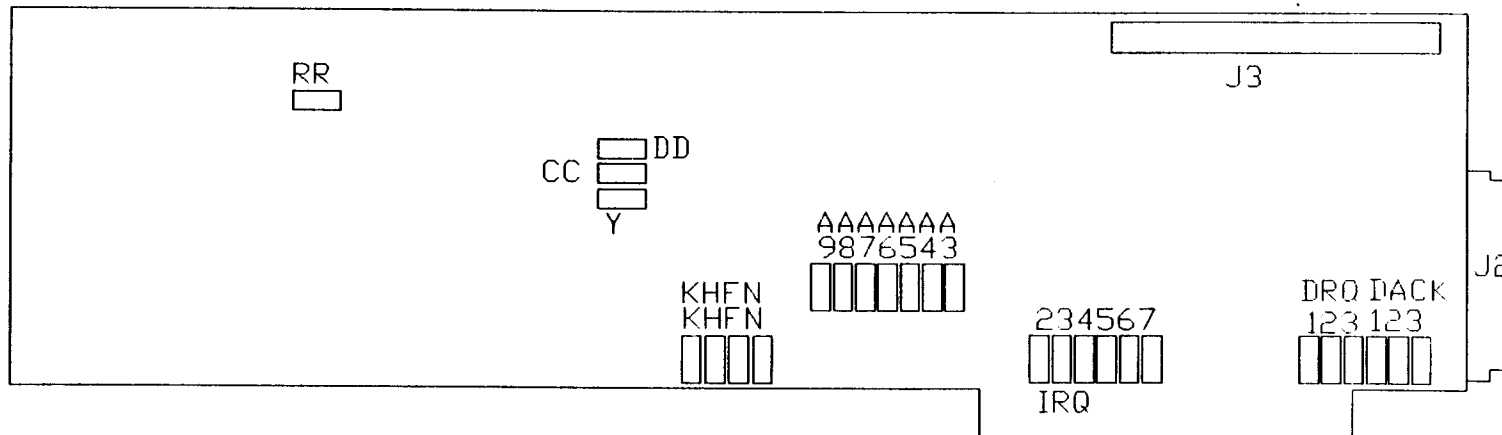 J3
RR
DD
CC
Y
AAAAAAA
9876543
J2
KHFN
KHFN
234567
IRQ
DRQ DACK
123 123